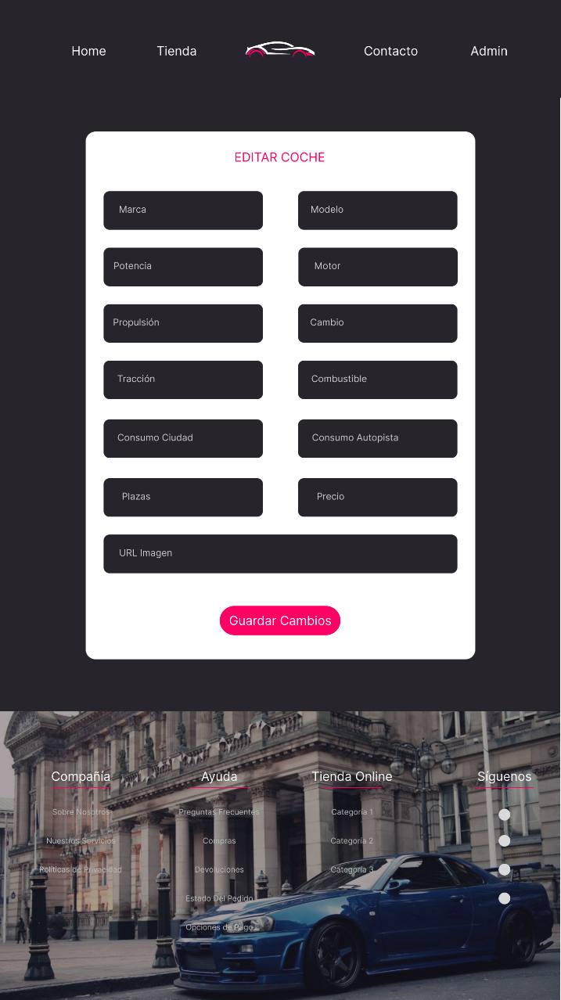 Home Tienda Contacto Admin
EDITAR COCHE
Marca Modelo
Potencia Motor
Propulsión Cambio
Tracción Combustible
Consumo Ciudad Consumo Autopista
Plazas Precio
URL Imagen
Guardar Cambios
Compañía Ayuda Tienda Online Síguenos
Sobre Nosotros Preguntas Frecuentes Categoría 1
Nuestros Servicios Compras Categoría 2
Políticas de Privacidad Devoluciones Categoría 3
Estado Del Pedido
Opciones de Pago